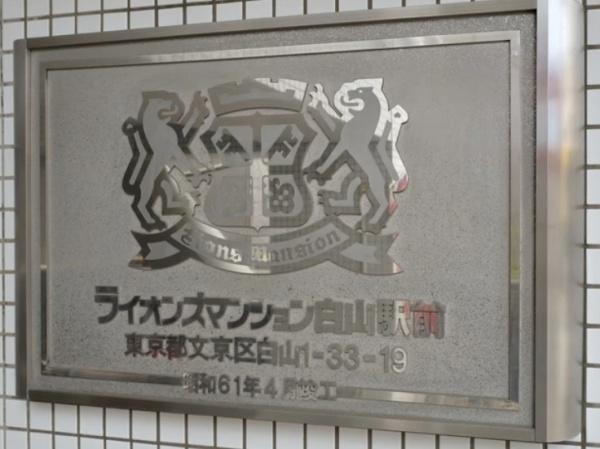 Lions Mansion
ライオンズマンション白山駅前
東京都文京区白山1-33-19
昭和61年4月竣工